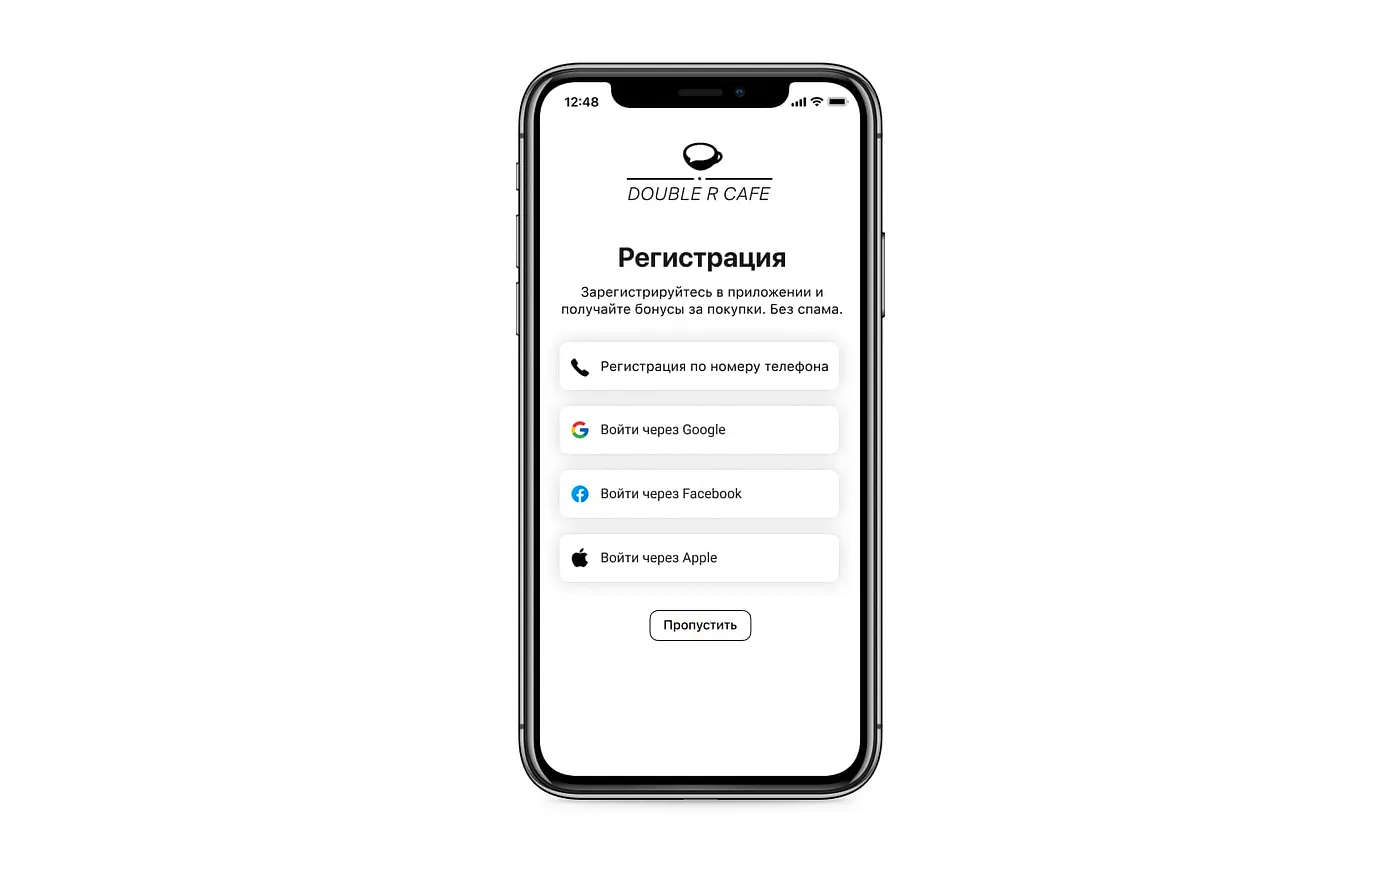 12:48
DOUBLE R CAFE
Регистрация
Зарегистрируйтесь в приложении и
получайте бонусы за покупки. Без спама.
Регистрация по номеру телефона
Войти через Google
Войти через Facebook
Войти через Apple
Пропустить